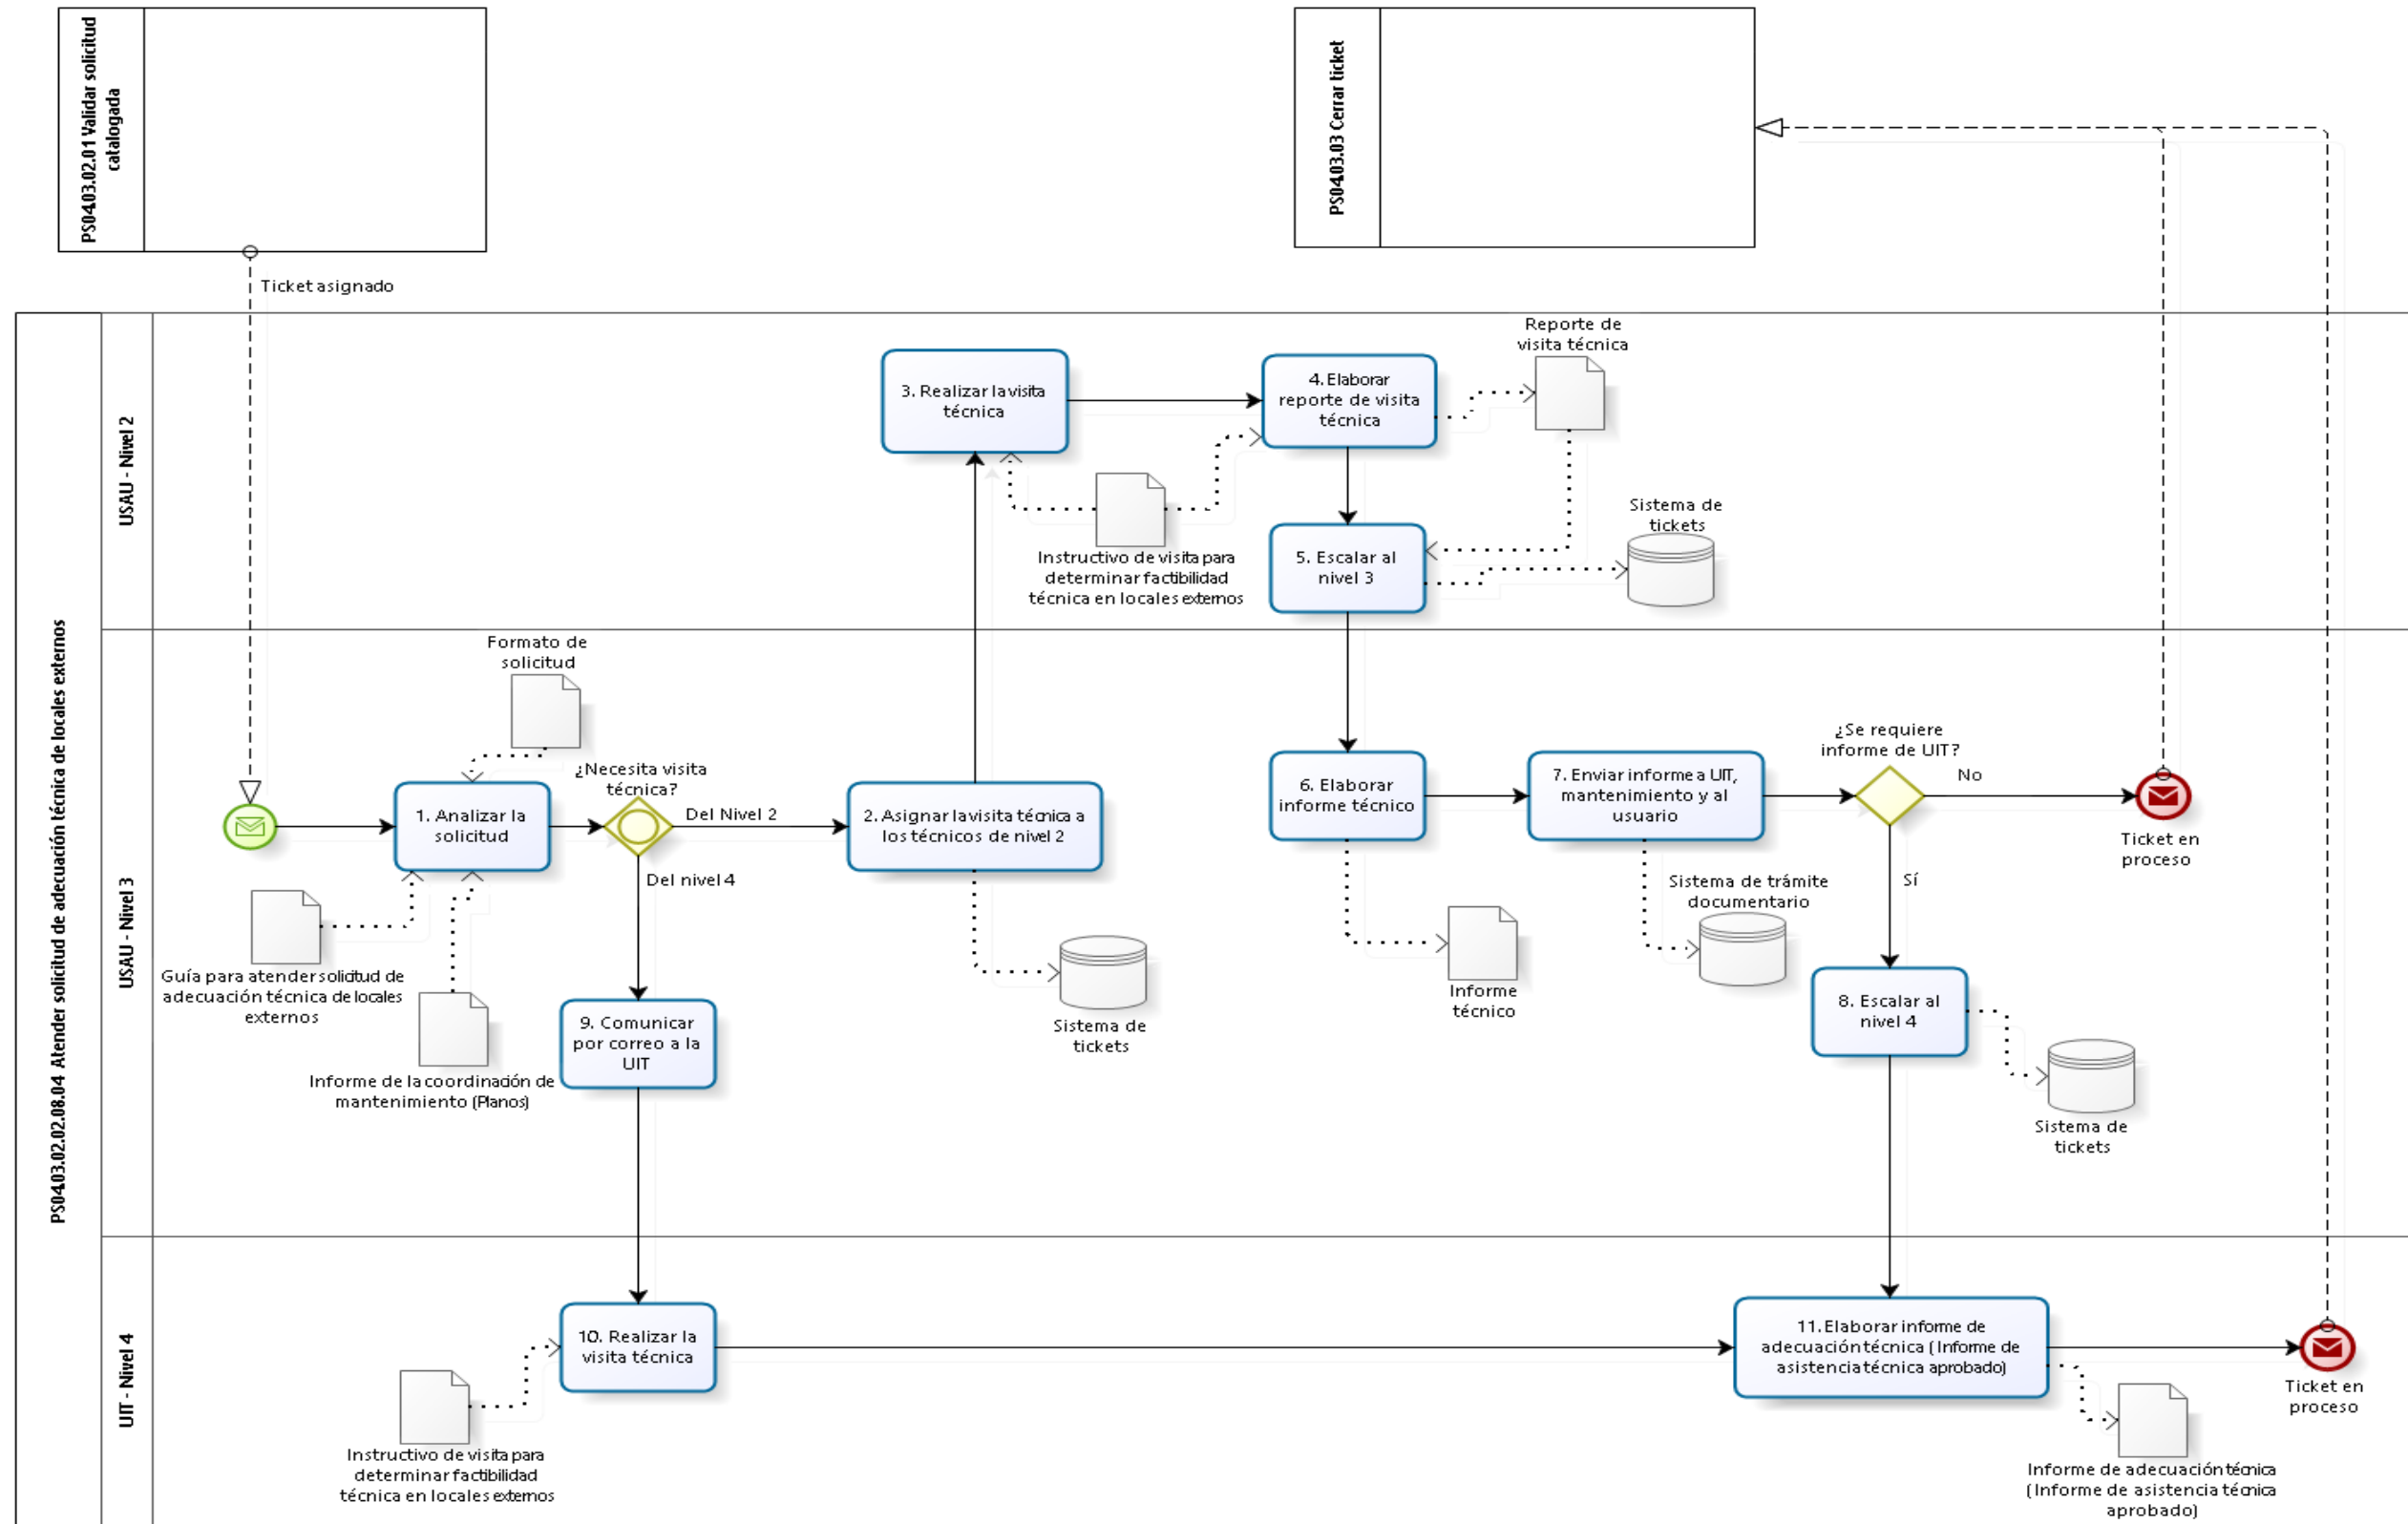 PS04.03.02.01 Validar solicitud
catalogada
PS04.03.03 Cerrar ticket
Ticket asignado
PS04.03.02.02.08.04 Atender solicitud de adecuación técnica de locales externos
USAU - Nivel 2
3. Realizar la visita
técnica
4. Elaborar
reporte de visita
técnica
Reporte de
visita técnica
Instructivo de visita para
determinar factibilidad
técnica en locales externos
5. Escalar al
nivel 3
Sistema de
tickets
USAU - Nivel 3
Formato de
solicitud
1. Analizar la
solicitud
¿Necesita visita
técnica?
Del Nivel 2
Del nivel 4
2. Asignar la visita técnica a
los técnicos de nivel 2
Sistema de
tickets
Guía para atender solicitud de
adecuación técnica de locales
externos
Informe de la coordinación de
mantenimiento (Planos)
9. Comunicar
por correo a la
UIT
6. Elaborar
informe técnico
Informe
técnico
7. Enviar informe a UIT,
mantenimiento y al
usuario
Sistema de trámite
documentario
¿Se requiere
informe de UIT?
No
Sí
Ticket en
proceso
8. Escalar al
nivel 4
Sistema de
tickets
UIT - Nivel 4
10. Realizar la
visita técnica
Instructivo de visita para
determinar factibilidad
técnica en locales externos
11. Elaborar informe de
adecuación técnica ( Informe de
asistencia técnica aprobado)
Ticket en
proceso
Informe de adecuación técnica
( Informe de asistencia técnica
aprobado)